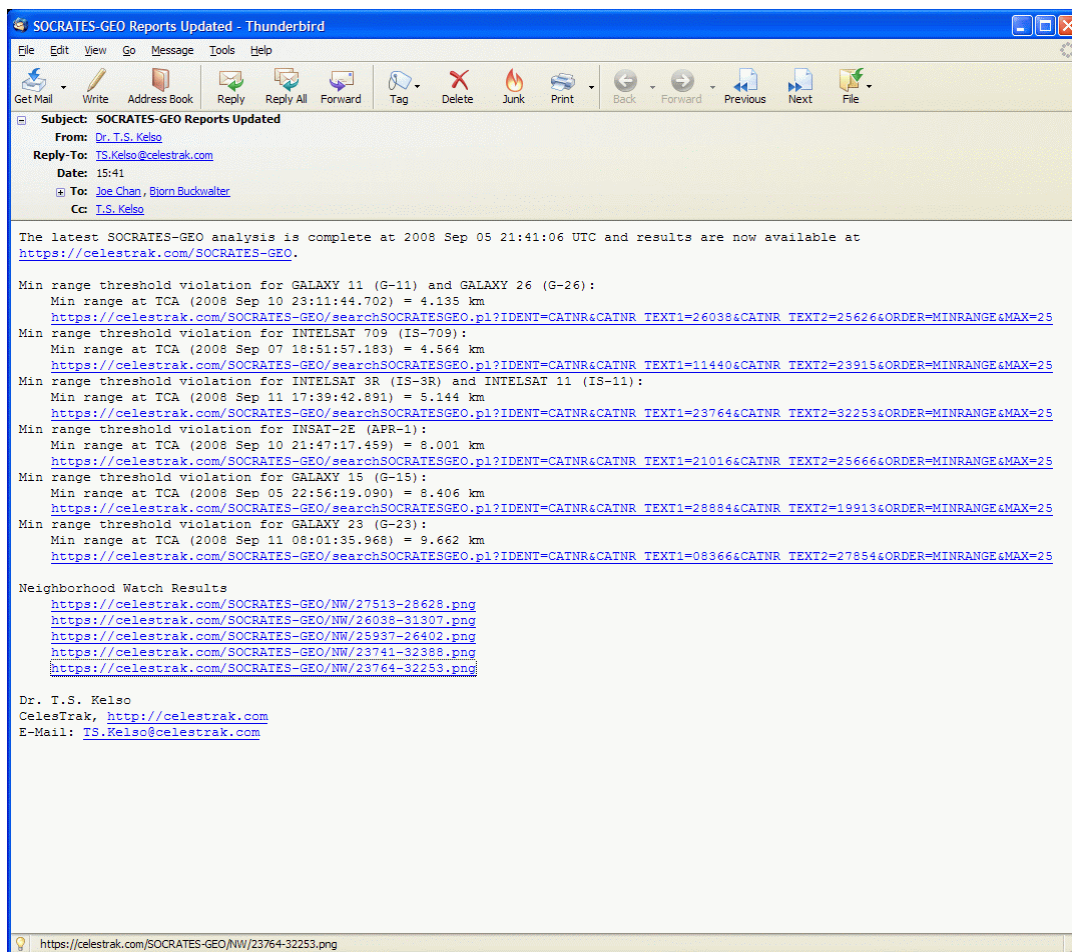 SOCRATES-GEO Reports Updated - Thunderbird
File Edit View Go Message Tools Help
Get Mail Write Address Book Reply Reply All Forward Tag Delete Junk Print Back Forward Previous Next File
Subject: SOCRATES-GEO Reports Updated
From: Dr. T.S. Kelso
Reply-To: TS.Kelso@celestrak.com
Date: 15:41
To: Joe Chan , Bjorn Buckwalter
Cc: T.S. Kelso
The latest SOCRATES-GEO analysis is complete at 2008 Sep 05 21:41:06 UTC and results are now available at
https://celestrak.com/SOCRATES-GEO.
Min range threshold violation for GALAXY 11 (G-11) and GALAXY 26 (G-26):
Min range at TCA (2008 Sep 10 23:11:44.702) = 4.135 km
https://celestrak.com/SOCRATES-GEO/searchSOCRATESGEO.pl?IDENT=CATNR&CATNR_TEXT1=26038&CATNR_TEXT2=25626&ORDER=MINRANGE&MAX=25
Min range threshold violation for INTELSAT 709 (IS-709):
Min range at TCA (2008 Sep 07 18:51:57.183) = 4.564 km
https://celestrak.com/SOCRATES-GEO/searchSOCRATESGEO.pl?IDENT=CATNR&CATNR_TEXT1=11440&CATNR_TEXT2=23915&ORDER=MINRANGE&MAX=25
Min range threshold violation for INTELSAT 3R (IS-3R) and INTELSAT 11 (IS-11):
Min range at TCA (2008 Sep 11 17:39:42.891) = 5.144 km
https://celestrak.com/SOCRATES-GEO/searchSOCRATESGEO.pl?IDENT=CATNR&CATNR_TEXT1=23764&CATNR_TEXT2=32253&ORDER=MINRANGE&MAX=25
Min range threshold violation for INSAT-2E (APR-1):
Min range at TCA (2008 Sep 10 21:47:17.459) = 8.001 km
https://celestrak.com/SOCRATES-GEO/searchSOCRATESGEO.pl?IDENT=CATNR&CATNR_TEXT1=21016&CATNR_TEXT2=25666&ORDER=MINRANGE&MAX=25
Min range threshold violation for GALAXY 15 (G-15):
Min range at TCA (2008 Sep 05 22:56:19.090) = 8.406 km
https://celestrak.com/SOCRATES-GEO/searchSOCRATESGEO.pl?IDENT=CATNR&CATNR_TEXT1=28884&CATNR_TEXT2=19913&ORDER=MINRANGE&MAX=25
Min range threshold violation for GALAXY 23 (G-23):
Min range at TCA (2008 Sep 11 08:01:35.968) = 9.662 km
https://celestrak.com/SOCRATES-GEO/searchSOCRATESGEO.pl?IDENT=CATNR&CATNR_TEXT1=08366&CATNR_TEXT2=27854&ORDER=MINRANGE&MAX=25
Neighborhood Watch Results
https://celestrak.com/SOCRATES-GEO/NW/27513-28628.png
https://celestrak.com/SOCRATES-GEO/NW/26038-31307.png
https://celestrak.com/SOCRATES-GEO/NW/25937-26402.png
https://celestrak.com/SOCRATES-GEO/NW/23741-32388.png
https://celestrak.com/SOCRATES-GEO/NW/23764-32253.png
Dr. T.S. Kelso
CelesTrak, http://celestrak.com
E-Mail: TS.Kelso@celestrak.com
https://celestrak.com/SOCRATES-GEO/NW/23764-32253.png